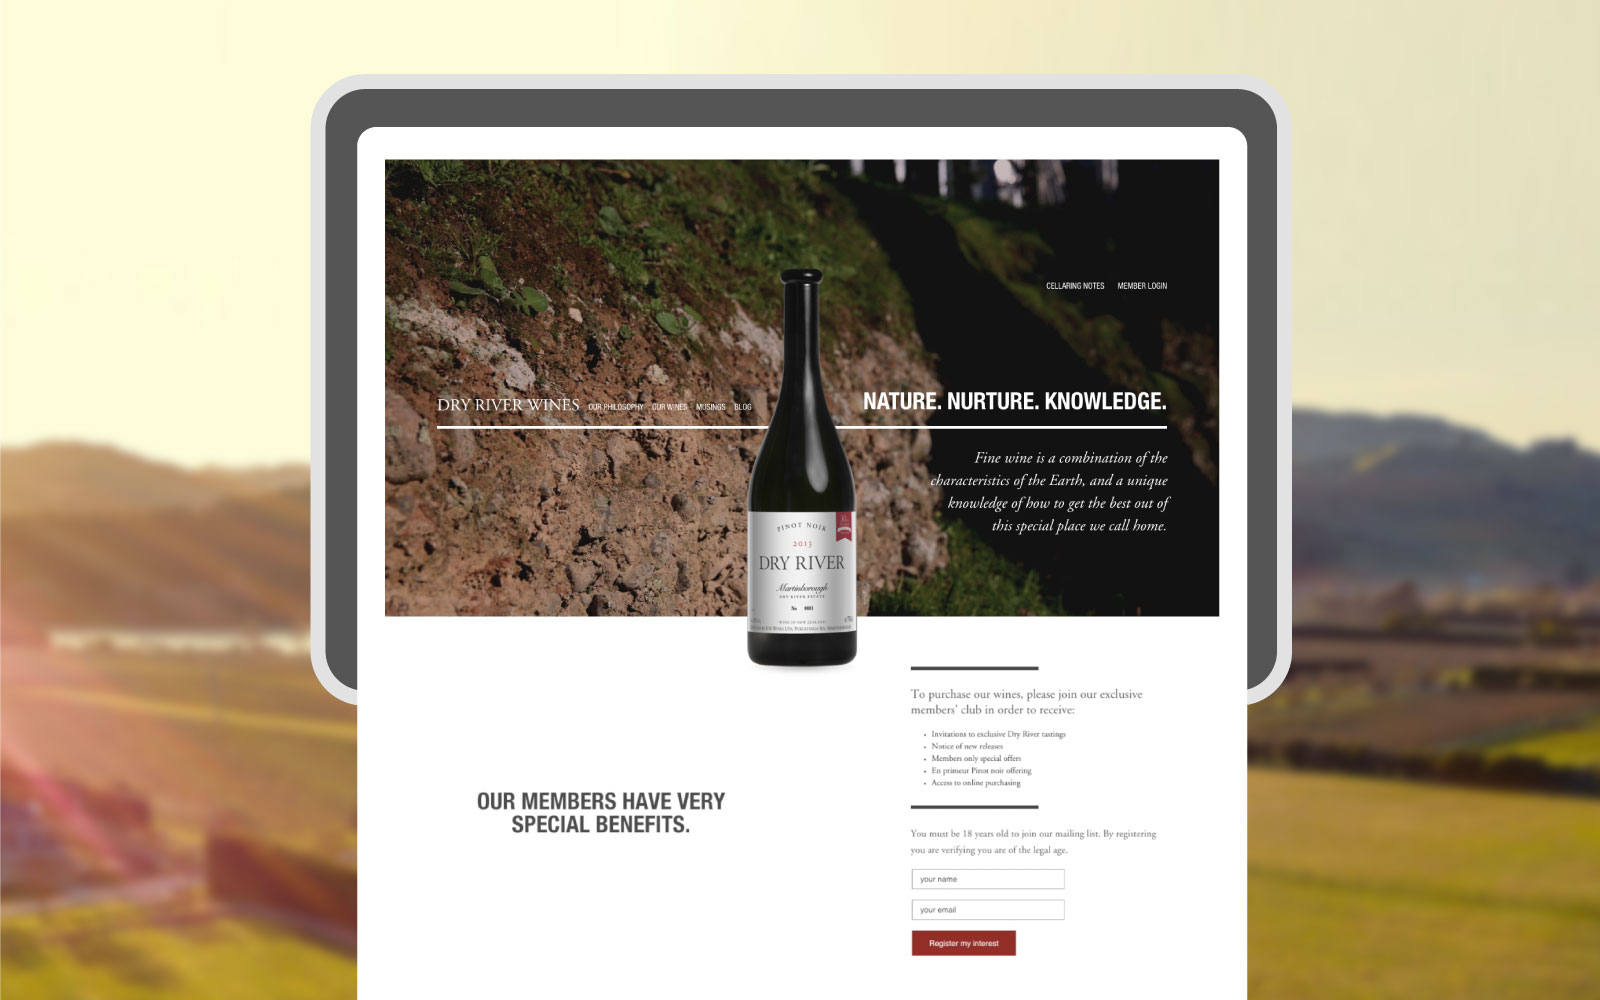 CELLARING NOTES MEMBER LOGIN
DRY RIVER WINES OUR PHILOSOPHY OUR WINES MUSINGS BLOG
NATURE. NURTURE. KNOWLEDGE.
Fine wine is a combination of the
characteristics of the Earth, and a unique
knowledge of how to get the best out of
this special place we call home.
PINOT NOIR
2013
DRY RIVER
Martinborough
DRY RIVER ESTATE
No 0001
WINE OF NEW ZEALAND
To purchase our wines, please join our exclusive
members' club in order to receive:
• Invitations to exclusive Dry River tastings
• Notice of new releases
• Members only special offers
• En primeur Pinot noir offering
• Access to online purchasing
OUR MEMBERS HAVE VERY
SPECIAL BENEFITS.
You must be 18 years old to join our mailing list. By registering
you are verifying you are of the legal age.
your name
your email
Register my interest